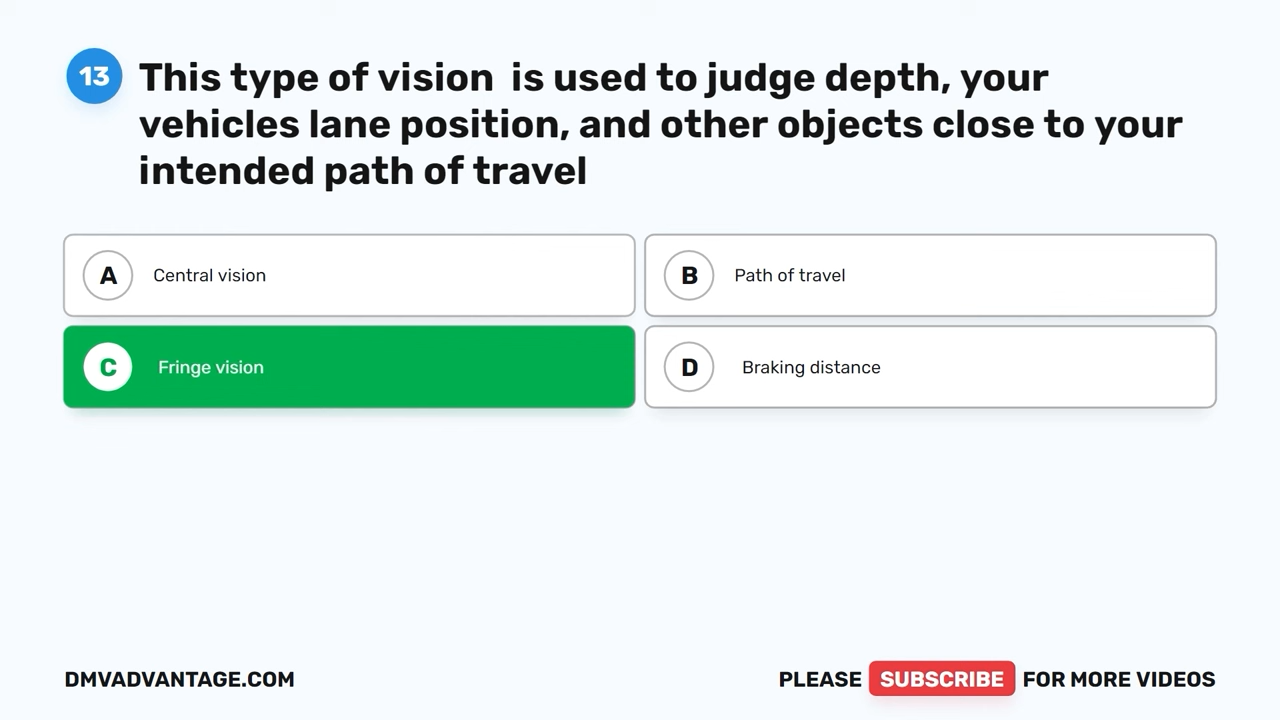 13 This type of vision is used to judge depth, your
vehicles lane position, and other objects close to your
intended path of travel
A Central vision
B Path of travel
C Fringe vision
D Braking distance
DMVADVANTAGE.COM
PLEASE SUBSCRIBE FOR MORE VIDEOS